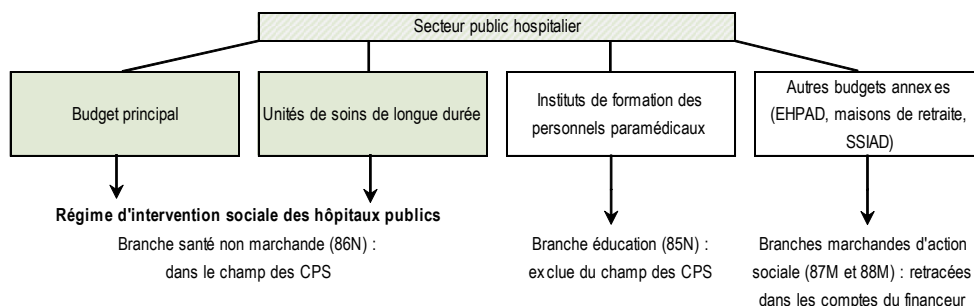 Secteur public hospitalier
Budget principal
Unités de soins de longue durée
Instituts de formation des
personnels paramédicaux
Autres budgets annexes
(EHPAD, maisons de retraite,
SSIAD)
Régime d'intervention sociale des hôpitaux publics
Branche santé non marchande (86N) :
dans le champ des CPS
Branche éducation (85N) :
exclue du champ des CPS
Branches marchandes d'action
sociale (87M et 88M) : retracées
dans les comptes du financeur